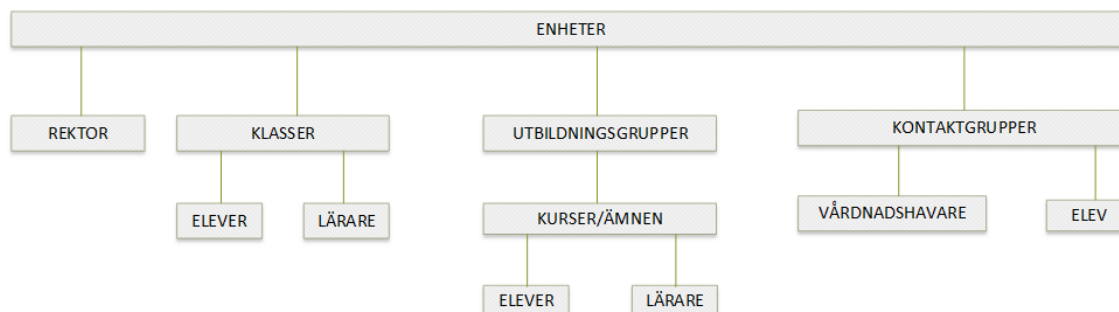 ENHETER
REKTOR
KLASSER
UTBILDNINGSGRUPPER
KONTAKTGRUPPER
ELEVER
LÄRARE
KURSER/ÄMNEN
VÅRDNADSHAVARE
ELEV
ELEVER
LÄRARE